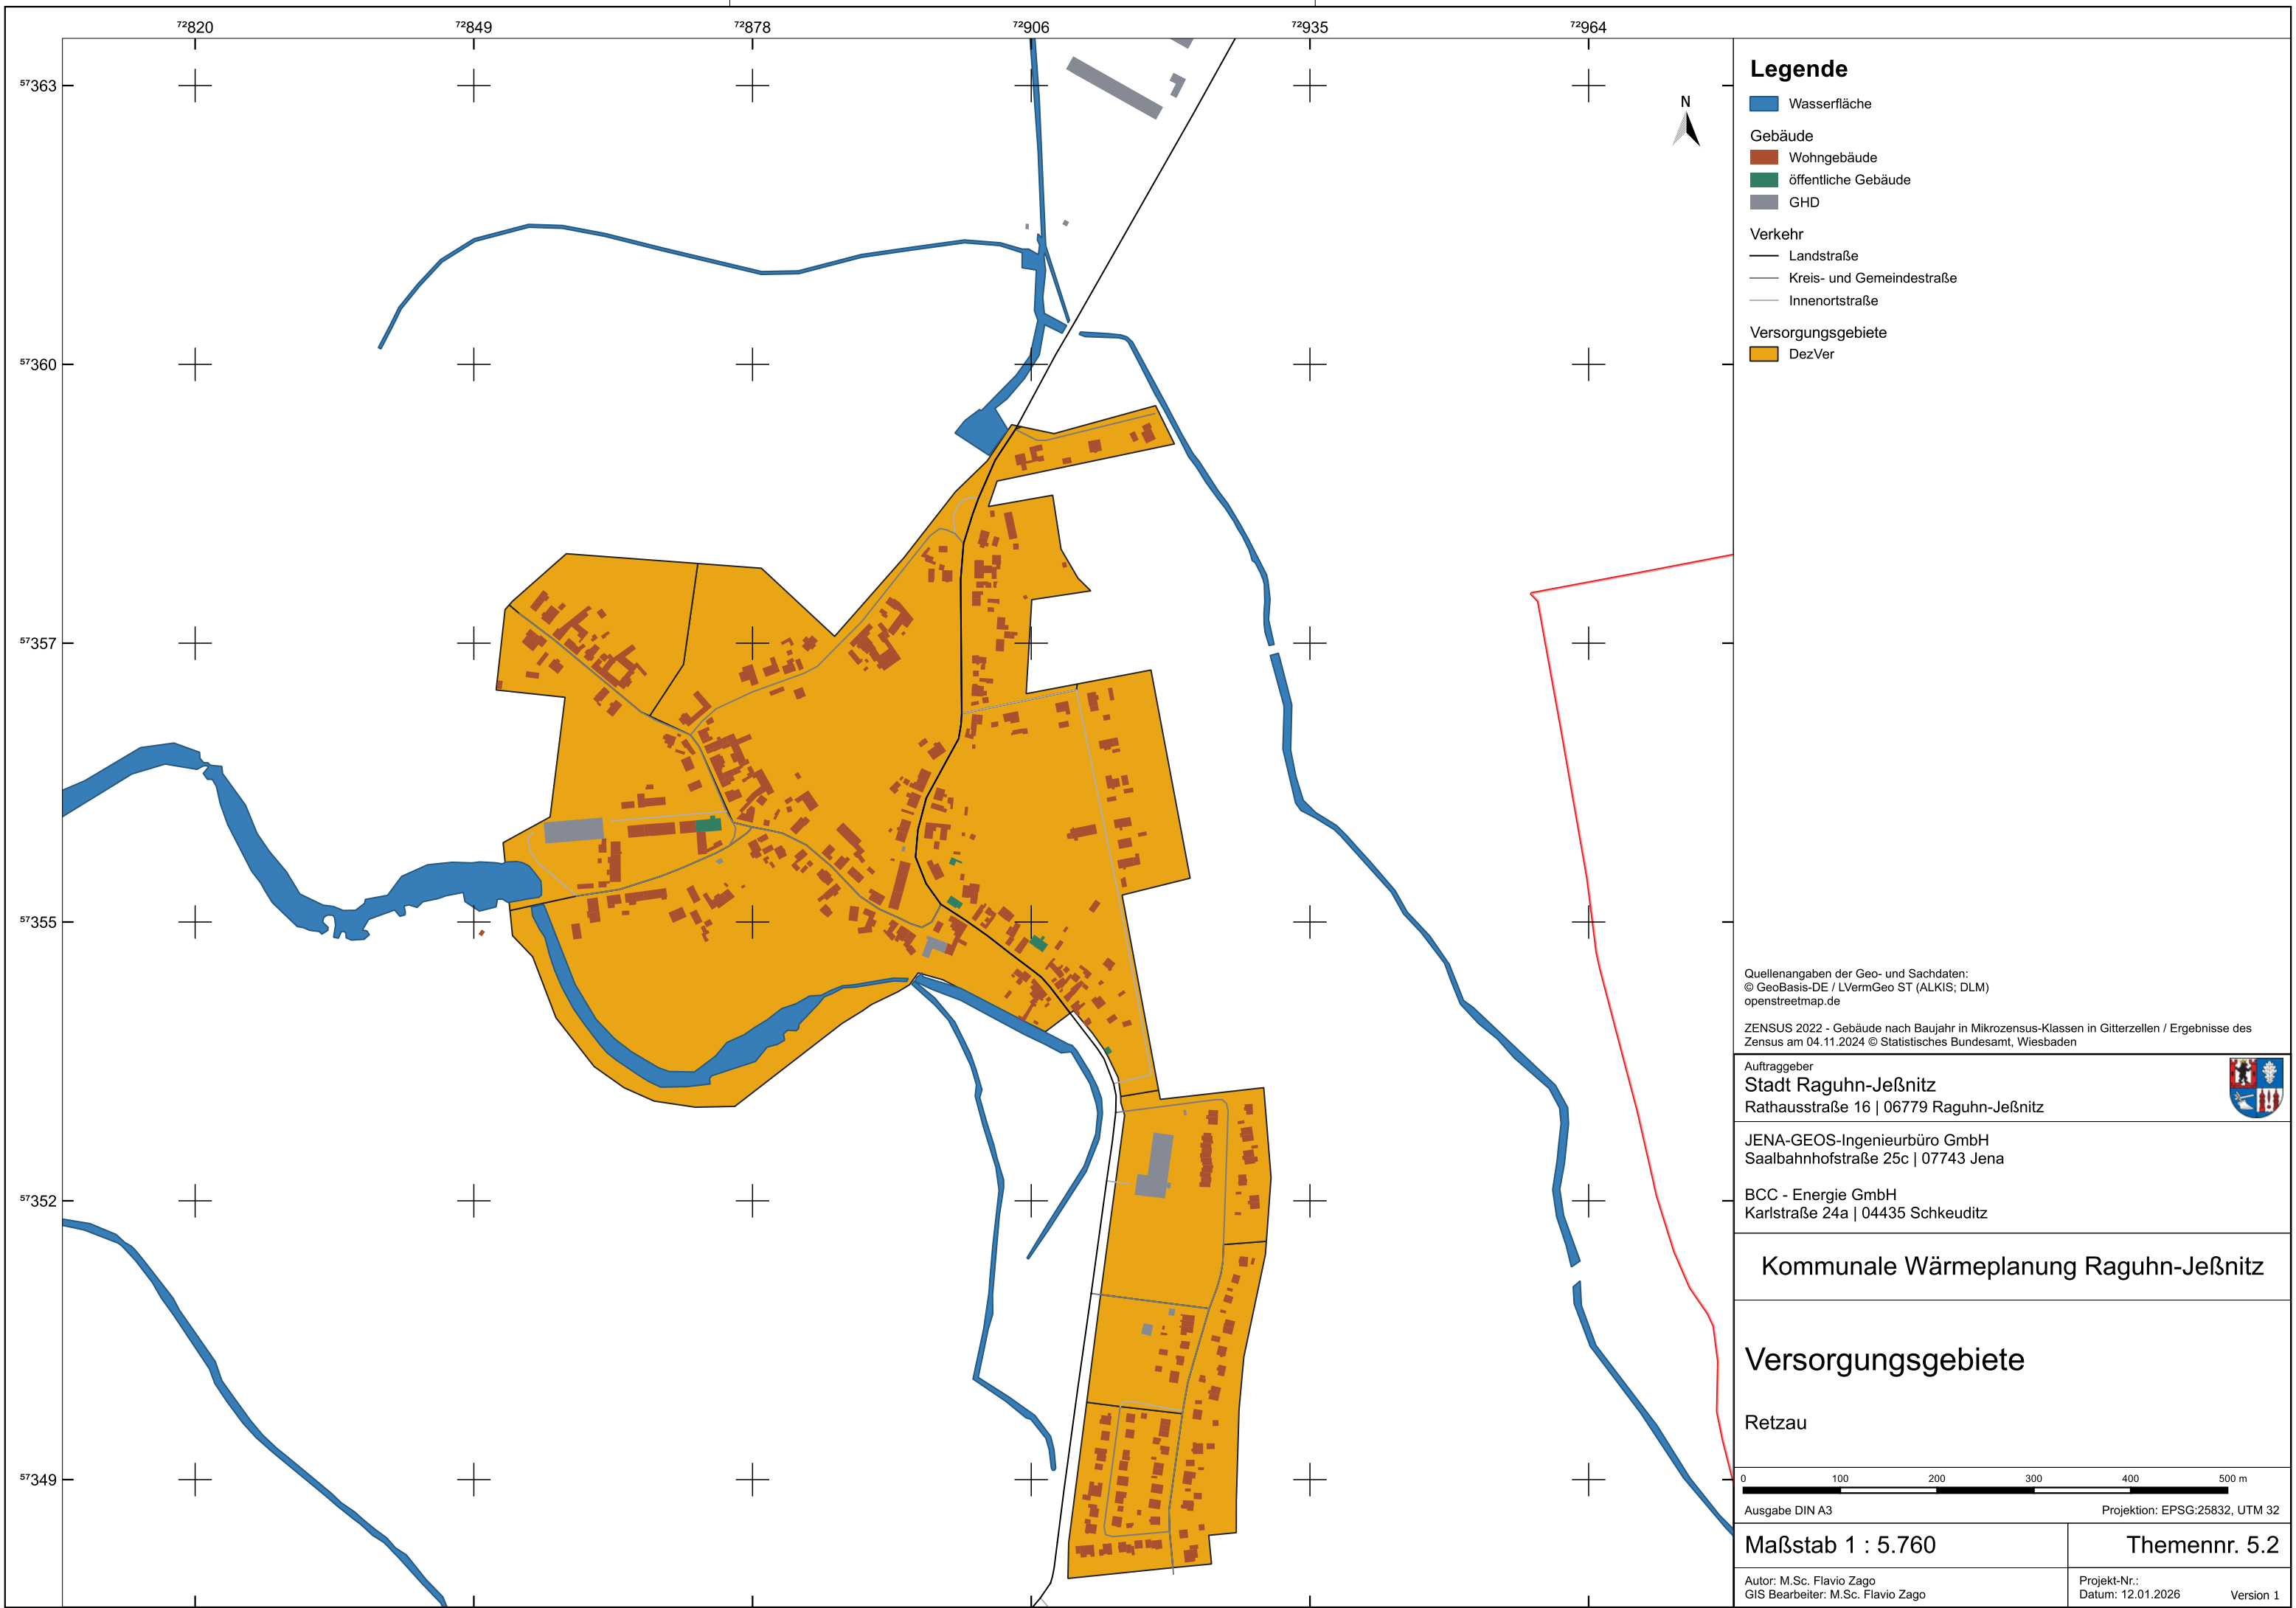 72820 72849 72878 72906 72935 72964
57363
57360
57357
57355
57352
57349
N
Legende
Wasserfläche
Gebäude
Wohngebäude
öffentliche Gebäude
GHD
Verkehr
Landstraße
Kreis- und Gemeindestraße
Innenortstraße
Versorgungsgebiete
DezVer
Quellenangaben der Geo- und Sachdaten:
© GeoBasis-DE / LVermGeo ST (ALKIS; DLM)
openstreetmap.de
ZENSUS 2022 - Gebäude nach Baujahr in Mikrozensus-Klassen in Gitterzellen / Ergebnisse des
Zensus am 04.11.2024 © Statistisches Bundesamt, Wiesbaden
Auftraggeber
Stadt Raguhn-Jeßnitz
Rathausstraße 16 | 06779 Raguhn-Jeßnitz
JENA-GEOS-Ingenieurbüro GmbH
Saalbahnhofstraße 25c | 07743 Jena
BCC - Energie GmbH
Karlstraße 24a | 04435 Schkeuditz
Kommunale Wärmeplanung Raguhn-Jeßnitz
Versorgungsgebiete
Retzau
0 100 200 300 400 500 m
Ausgabe DIN A3 Projektion: EPSG:25832, UTM 32
Maßstab 1 : 5.760 Themennr. 5.2
Autor: M.Sc. Flavio Zago
GIS Bearbeiter: M.Sc. Flavio Zago
Projekt-Nr.:
Datum: 12.01.2026 Version 1